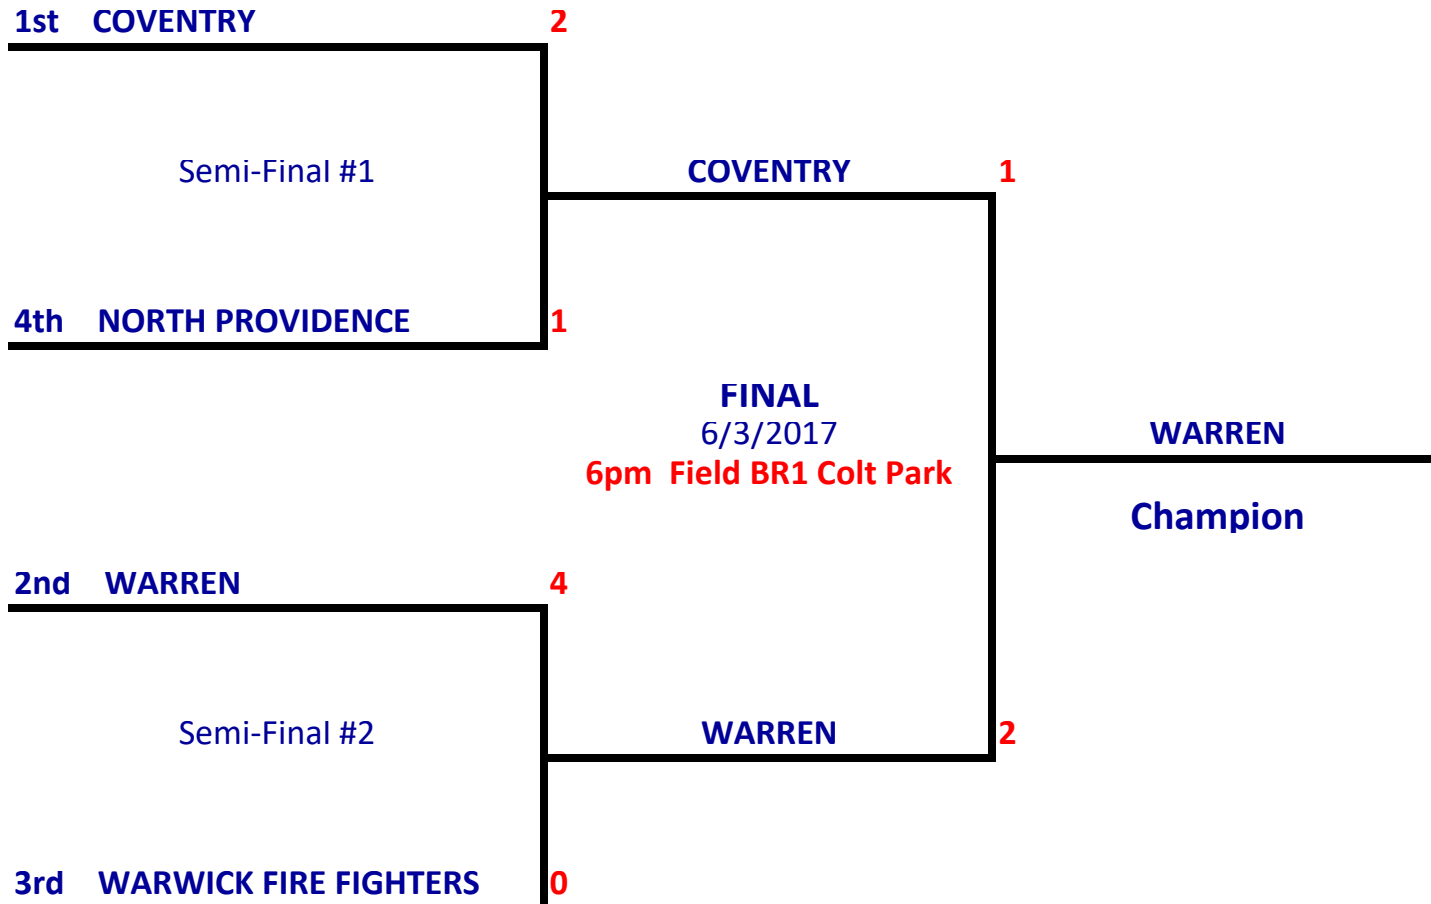 1st COVENTRY 2
Semi-Final #1
COVENTRY 1
4th NORTH PROVIDENCE 1
FINAL
6/3/2017
6pm Field BR1 Colt Park
WARREN
Champion
2nd WARREN 4
Semi-Final #2
WARREN 2
3rd WARWICK FIRE FIGHTERS 0